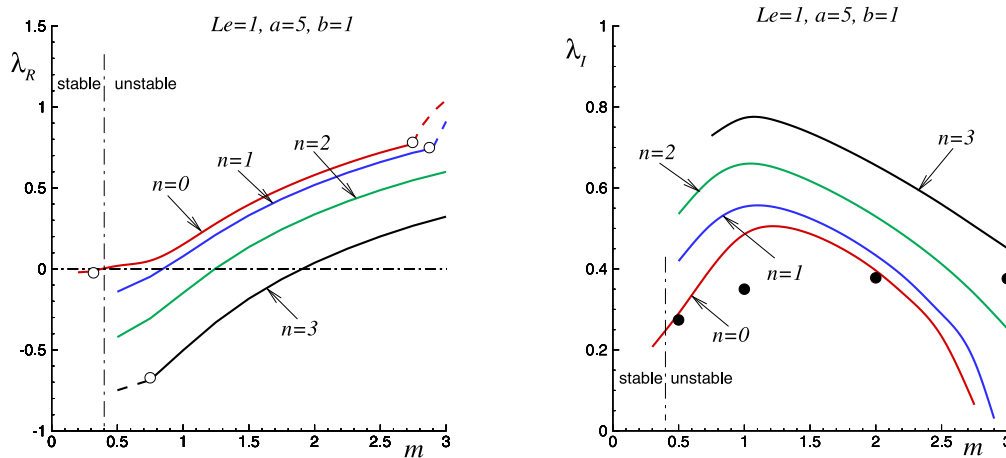 Le=1, a=5, b=1
λ_R
1.5
1
0.5
0
-0.5
-1
stable
unstable
n=0
n=1
n=2
n=3
0
0.5
1
1.5
2
2.5
3
m
Le=1, a=5, b=1
λ_I
1
0.8
0.6
0.4
0.2
0
n=2
n=3
n=1
n=0
stable
unstable
0
0.5
1
1.5
2
2.5
3
m